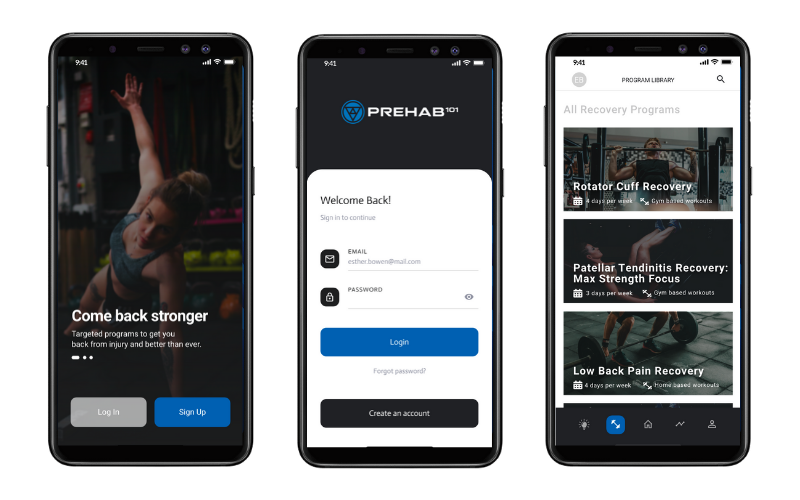 9:41
Come back stronger
Targeted programs to get you
back from injury and better than ever.
Log In
Sign Up
9:41
PREHAB101
Welcome Back!
Sign in to continue
EMAIL
esther.bowen@mail.com
PASSWORD
Login
Forgot password?
Create an account
9:41
EB
PROGRAM LIBRARY
All Recovery Programs
Rotator Cuff Recovery
4 days per week
Gym based workouts
Patellar Tendinitis Recovery:
Max Strength Focus
3 days per week
Gym based workouts
Low Back Pain Recovery
4 days per week
Home based workouts